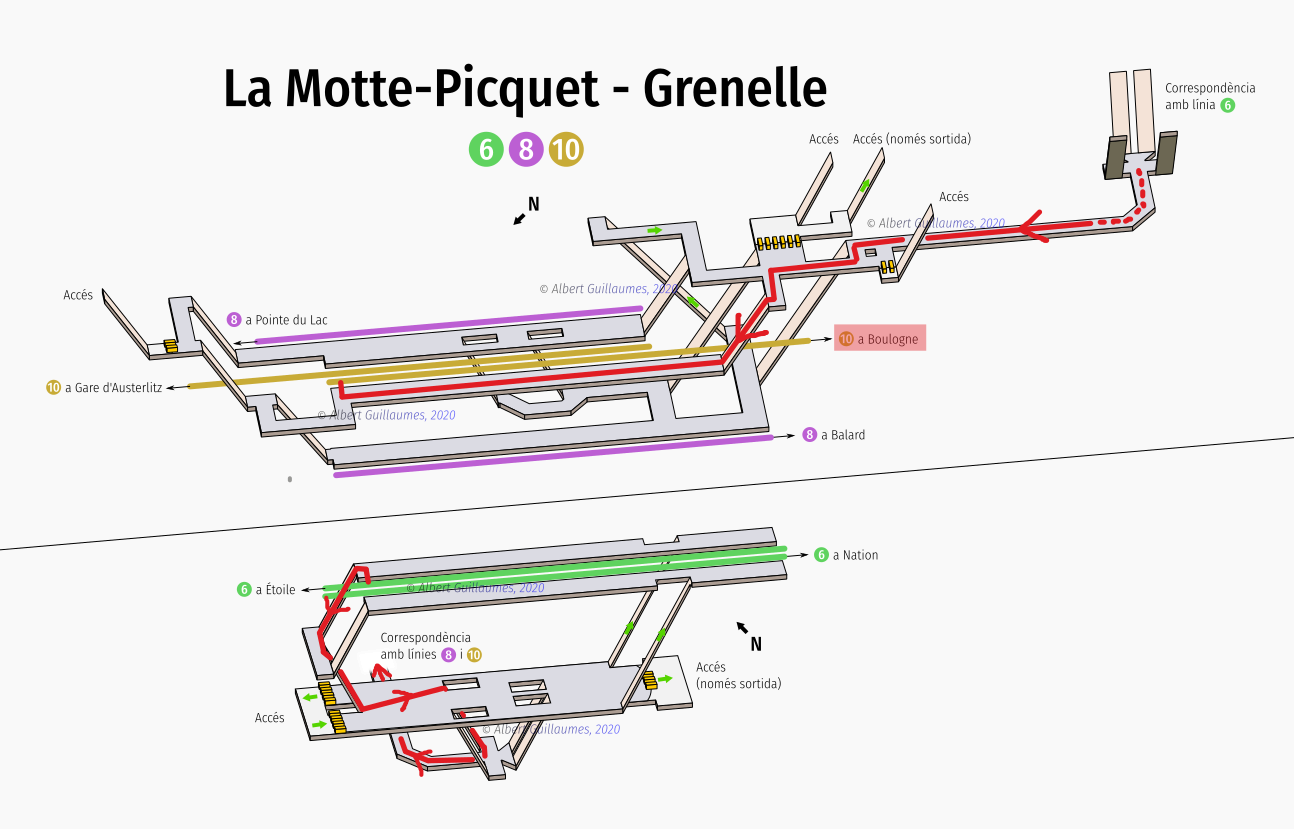 La Motte-Picquet - Grenelle
6 8 10
Correspondència
amb línia 6
Accés
Accés (només sortida)
Accés
N
© Albert Guillaumes, 2020
© Albert Guillaumes, 2020
Accés
8 a Pointe du Lac
10 a Boulogne
10 a Gare d'Austerlitz
© Albert Guillaumes, 2020
8 a Balard
6 a Nation
6 a Étoile
© Albert Guillaumes, 2020
N
Correspondència
amb línies 8 i 10
Accés
(només sortida)
Accés
© Albert Guillaumes, 2020